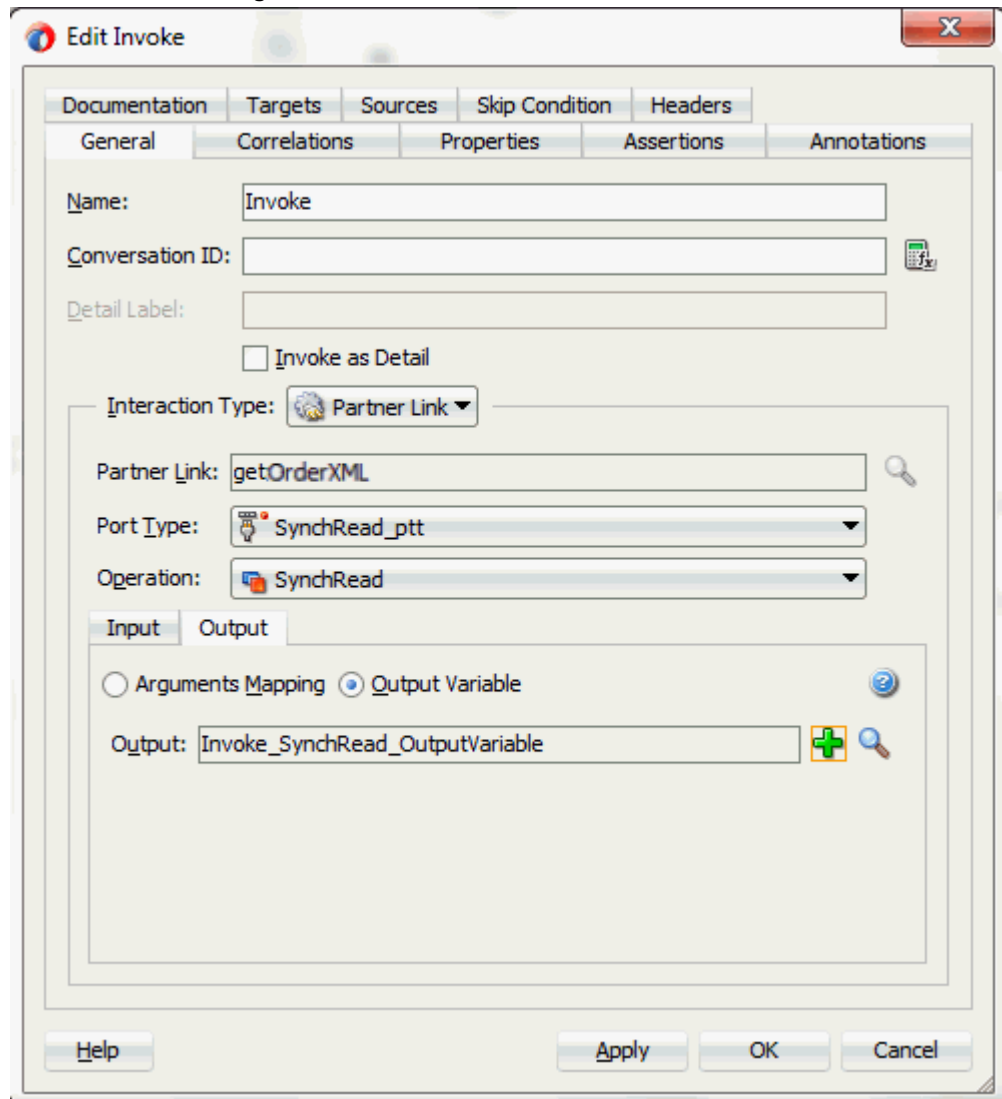 Edit Invoke
Documentation Targets Sources Skip Condition Headers
General Correlations Properties Assertions Annotations
Name: Invoke
Conversation ID:
Detail Label:
Invoke as Detail
Interaction Type: Partner Link
Partner Link: getOrderXML
Port Type: SynchRead_ptt
Operation: SynchRead
Input Output
Arguments Mapping Output Variable
Output: Invoke_SynchRead_OutputVariable
Help Apply OK Cancel